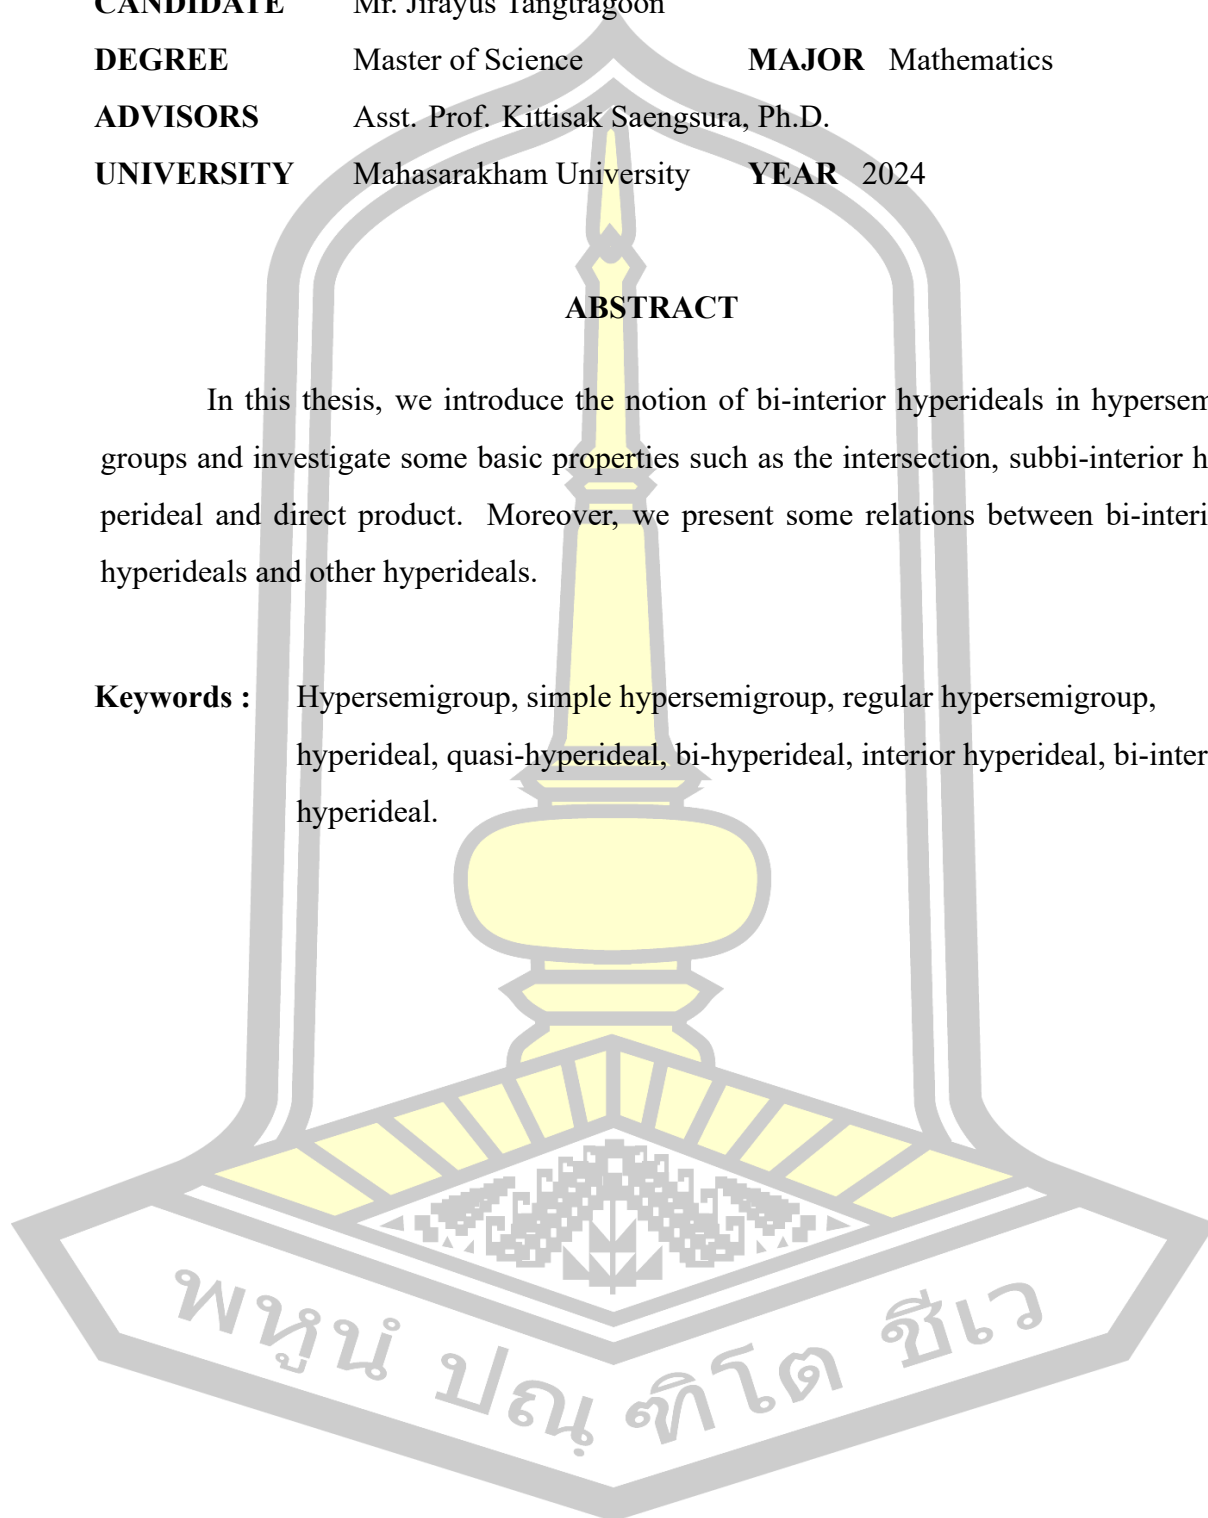 CANDIDATE Mr. Jirayus Tangtragoon
DEGREE Master of Science MAJOR Mathematics
ADVISORS Asst. Prof. Kittisak Saengsura, Ph.D.
UNIVERSITY Mahasarakham University YEAR 2024
ABSTRACT
In this thesis, we introduce the notion of bi-interior hyperideals in hypersem
groups and investigate some basic properties such as the intersection, subbi-interior h
perideal and direct product. Moreover, we present some relations between bi-interi
hyperideals and other hyperideals.
Keywords : Hypersemigroup, simple hypersemigroup, regular hypersemigroup,
hyperideal, quasi-hyperideal, bi-hyperideal, interior hyperideal, bi-inter
hyperideal.
พหูนํ ปณฺฑิโต ชีเว